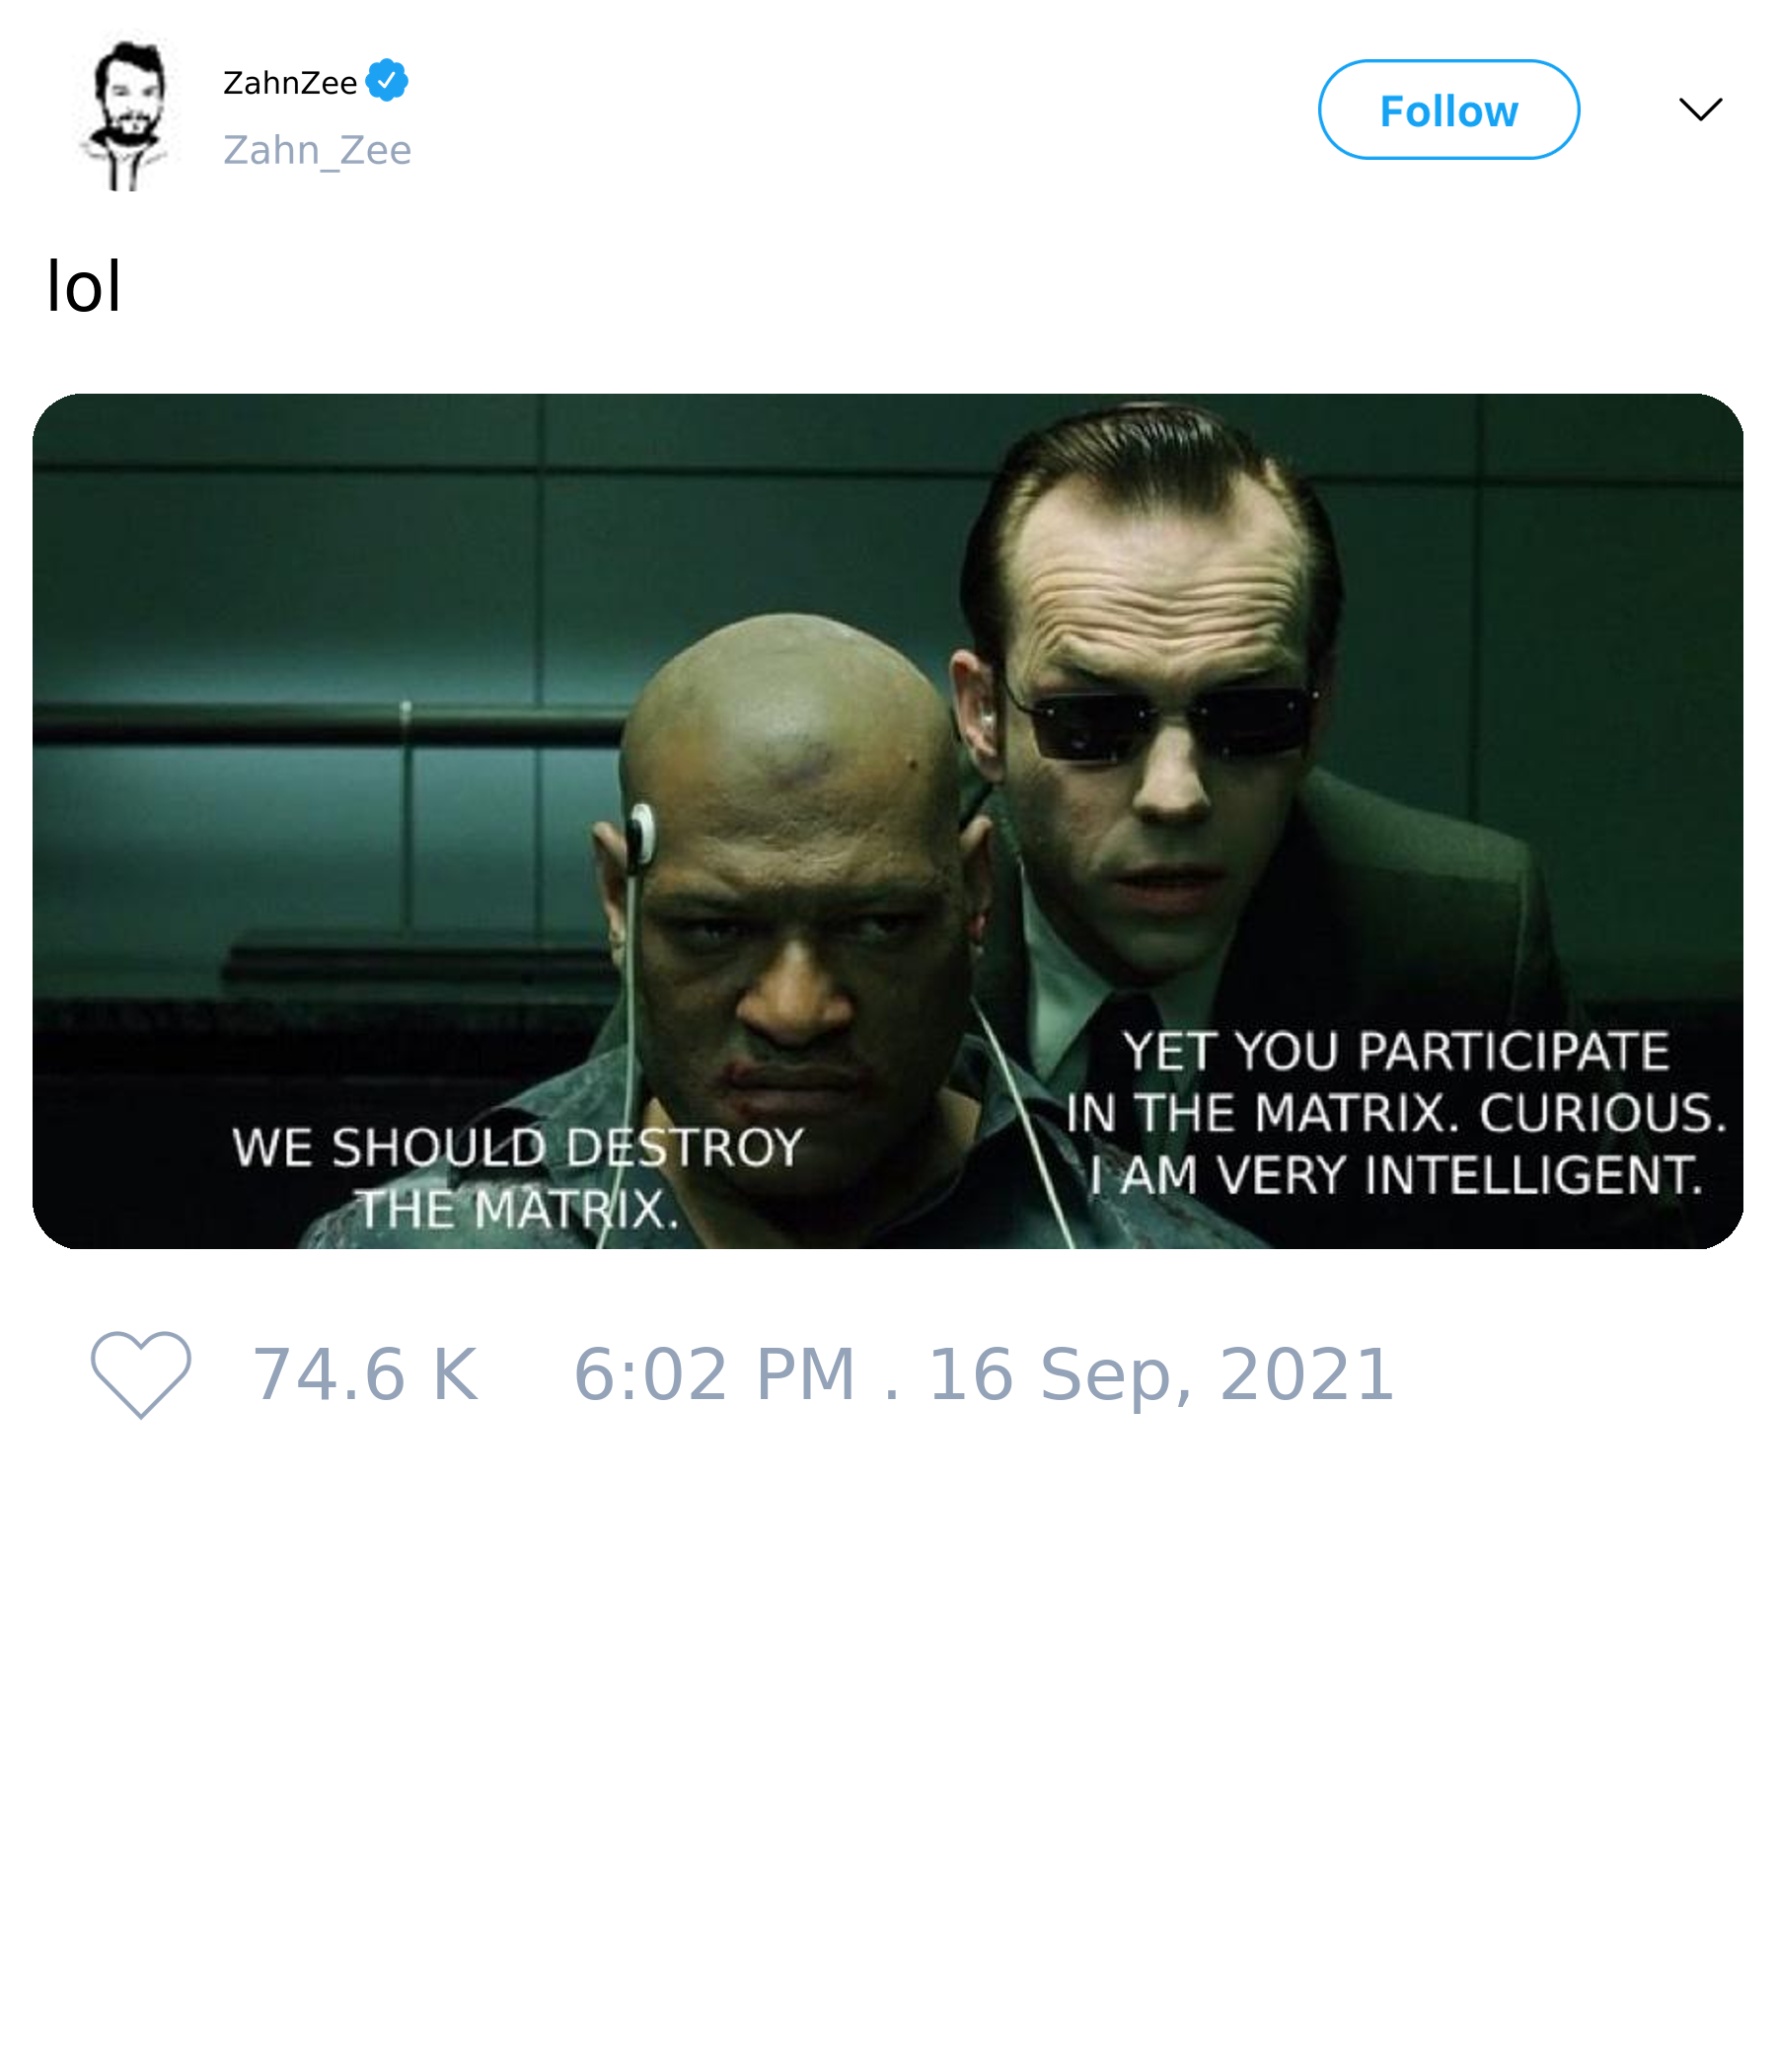 ZahnZee
Zahn_Zee
Follow
lol
WE SHOULD DESTROY
THE MATRIX.
YET YOU PARTICIPATE
IN THE MATRIX. CURIOUS.
I AM VERY INTELLIGENT.
74.6 K 6:02 PM . 16 Sep, 2021